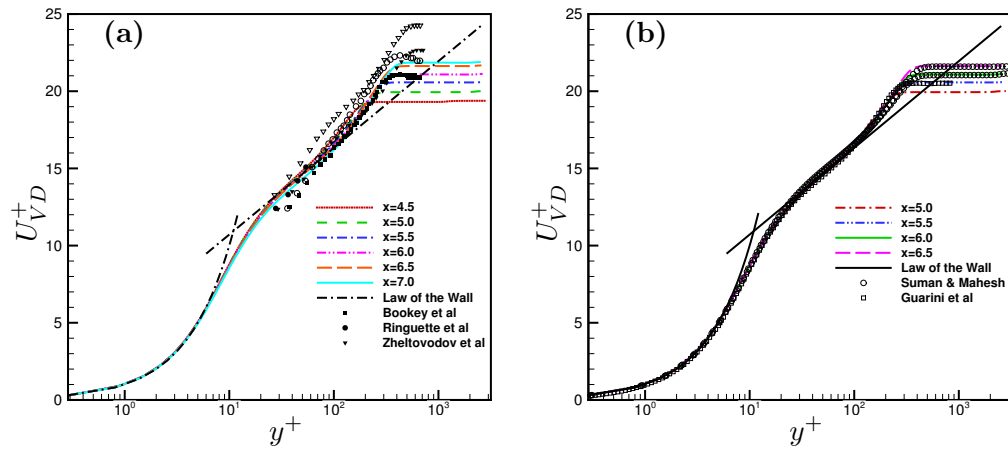 (a)
U+VD
25
20
15
10
5
0
10^0
10^1
10^2
10^3
y+
x=4.5
x=5.0
x=5.5
x=6.0
x=6.5
x=7.0
Law of the Wall
Bookey et al
Ringuette et al
Zheltovodov et al
(b)
U+VD
25
20
15
10
5
0
10^0
10^1
10^2
10^3
y+
x=5.0
x=5.5
x=6.0
x=6.5
Law of the Wall
Suman & Mahesh
Guarini et al